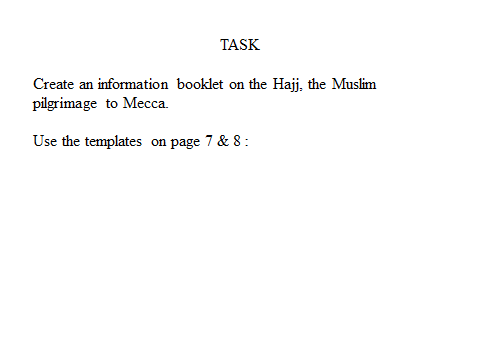 TASK
Create an information booklet on the Hajj, the Muslim
pilgrimage to Mecca.
Use the templates on page 7 & 8 :